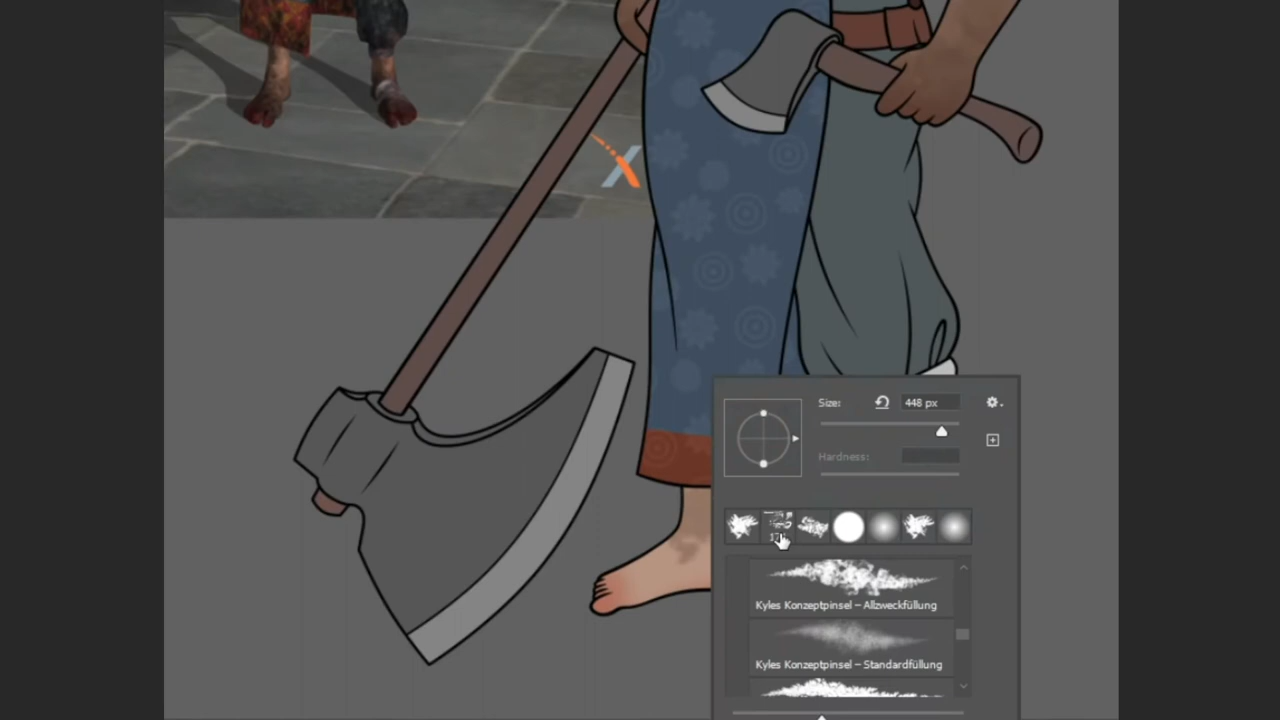 Size:
448 px
Hardness:
Kyles Konzeptpinsel – Allzweckfüllung
Kyles Konzeptpinsel – Standardfüllung